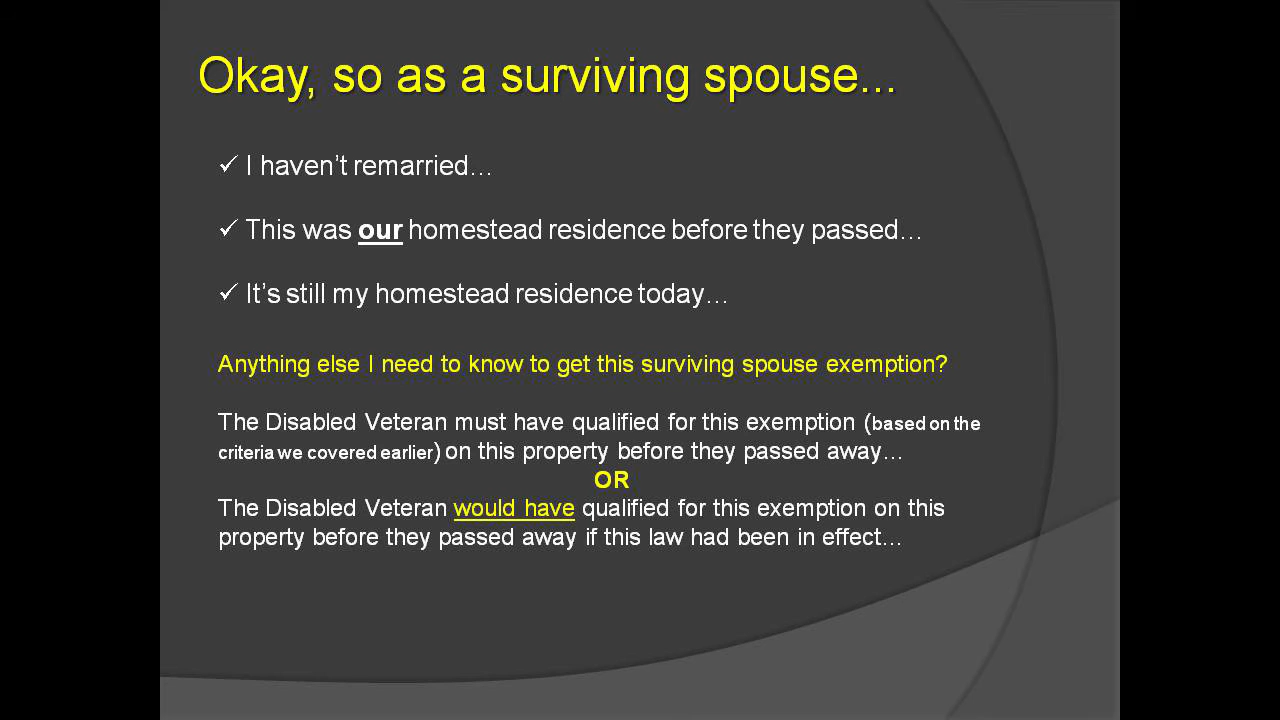 Okay, so as a surviving spouse...
✓ I haven’t remarried…
✓ This was our homestead residence before they passed…
✓ It’s still my homestead residence today…
Anything else I need to know to get this surviving spouse exemption?
The Disabled Veteran must have qualified for this exemption (based on the
criteria we covered earlier) on this property before they passed away…
OR
The Disabled Veteran would have qualified for this exemption on this
property before they passed away if this law had been in effect…